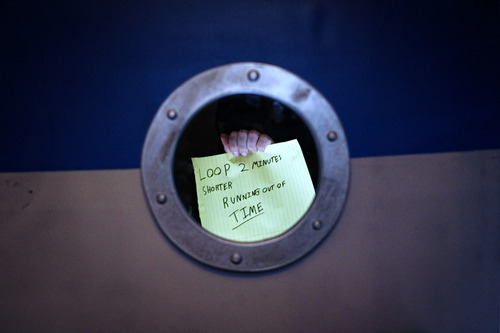 LOOP 2 MINUTES
SHORTER
RUNNING OUT OF
TIME